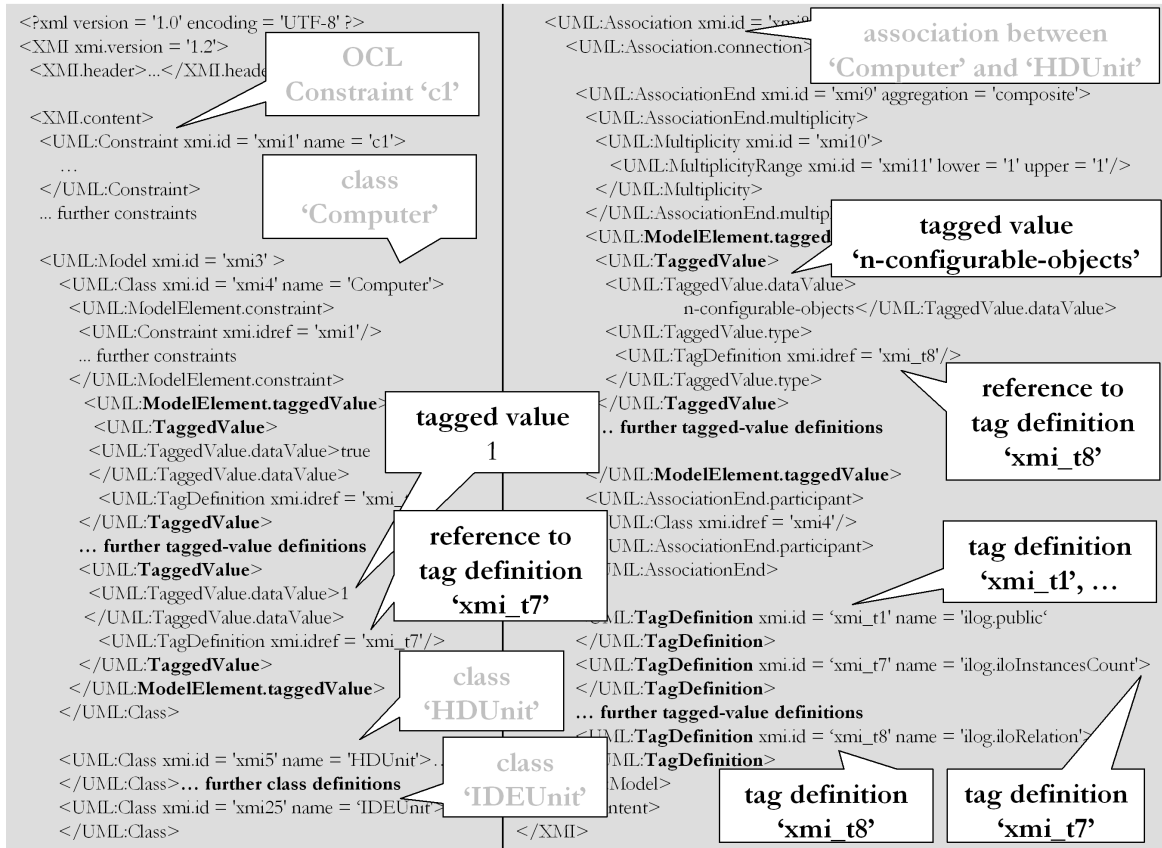 <?xml version = '1.0' encoding = 'UTF-8' ?>
<XMI xmi.version = '1.2'>
<XMI.header>...</XMI.heade
OCL
Constraint ‘c1’
<XMI.content>
<UML:Constraint xmi.id = 'xmi1' name = 'c1'>
…
</UML:Constraint>
... further constraints
class
‘Computer’
<UML:Model xmi.id = 'xmi3' >
<UML:Class xmi.id = 'xmi4' name = 'Computer'>
<UML:ModelElement.constraint>
<UML:Constraint xmi.idref = 'xmi1'/>
... further constraints
</UML:ModelElement.constraint>
<UML:ModelElement.taggedValue>
<UML:TaggedValue>
<UML:TaggedValue.dataValue>true
</UML:TaggedValue.dataValue>
<UML:TagDefinition xmi.idref = 'xmi_
</UML:TaggedValue>
… further tagged-value definitions
<UML:TaggedValue>
<UML:TaggedValue.dataValue>1
</UML:TaggedValue.dataValue>
<UML:TagDefinition xmi.idref = 'xmi_t7'/>
</UML:TaggedValue>
</UML:ModelElement.taggedValue>
</UML:Class>
tagged value
1
reference to
tag definition
‘xmi_t7’
class
‘HDUnit’
<UML:Class xmi.id = 'xmi5' name = 'HDUnit'>…
</UML:Class>… further class definitions
<UML:Class xmi.id = 'xmi25' name = ‘IDEUnit'>
</UML:Class>
class
‘IDEUnit’
<UML:Association xmi.id = 'xmi8
<UML:Association.connection>
association between
‘Computer’ and ‘HDUnit’
<UML:AssociationEnd xmi.id = 'xmi9' aggregation = 'composite'>
<UML:AssociationEnd.multiplicity>
<UML:Multiplicity xmi.id = 'xmi10'>
<UML:MultiplicityRange xmi.id = 'xmi11' lower = '1' upper = '1'/>
</UML:Multiplicity>
</UML:AssociationEnd.multip
<UML:ModelElement.tagged
<UML:TaggedValue>
<UML:TaggedValue.dataValue>
n-configurable-objects</UML:TaggedValue.dataValue>
<UML:TaggedValue.type>
<UML:TagDefinition xmi.idref = 'xmi_t8'/>
</UML:TaggedValue.type>
</UML:TaggedValue>
… further tagged-value definitions
</UML:ModelElement.taggedValue>
<UML:AssociationEnd.participant>
UML:Class xmi.idref = 'xmi4'/>
UML:AssociationEnd.participant>
UML:AssociationEnd>
tagged value
‘n-configurable-objects’
reference to
tag definition
‘xmi_t8’
tag definition
‘xmi_t1’, …
UML:TagDefinition xmi.id = ‘xmi_t1' name = 'ilog.public‘
</UML:TagDefinition>
<UML:TagDefinition xmi.id = ‘xmi_t7' name = 'ilog.iloInstancesCount'>
</UML:TagDefinition>
… further tagged-value definitions
<UML:TagDefinition xmi.id = ‘xmi_t8' name = 'ilog.iloRelation'>
UML:TagDefinition>
Model>
ntent>
</XMI>
tag definition
‘xmi_t8’
tag definition
‘xmi_t7’